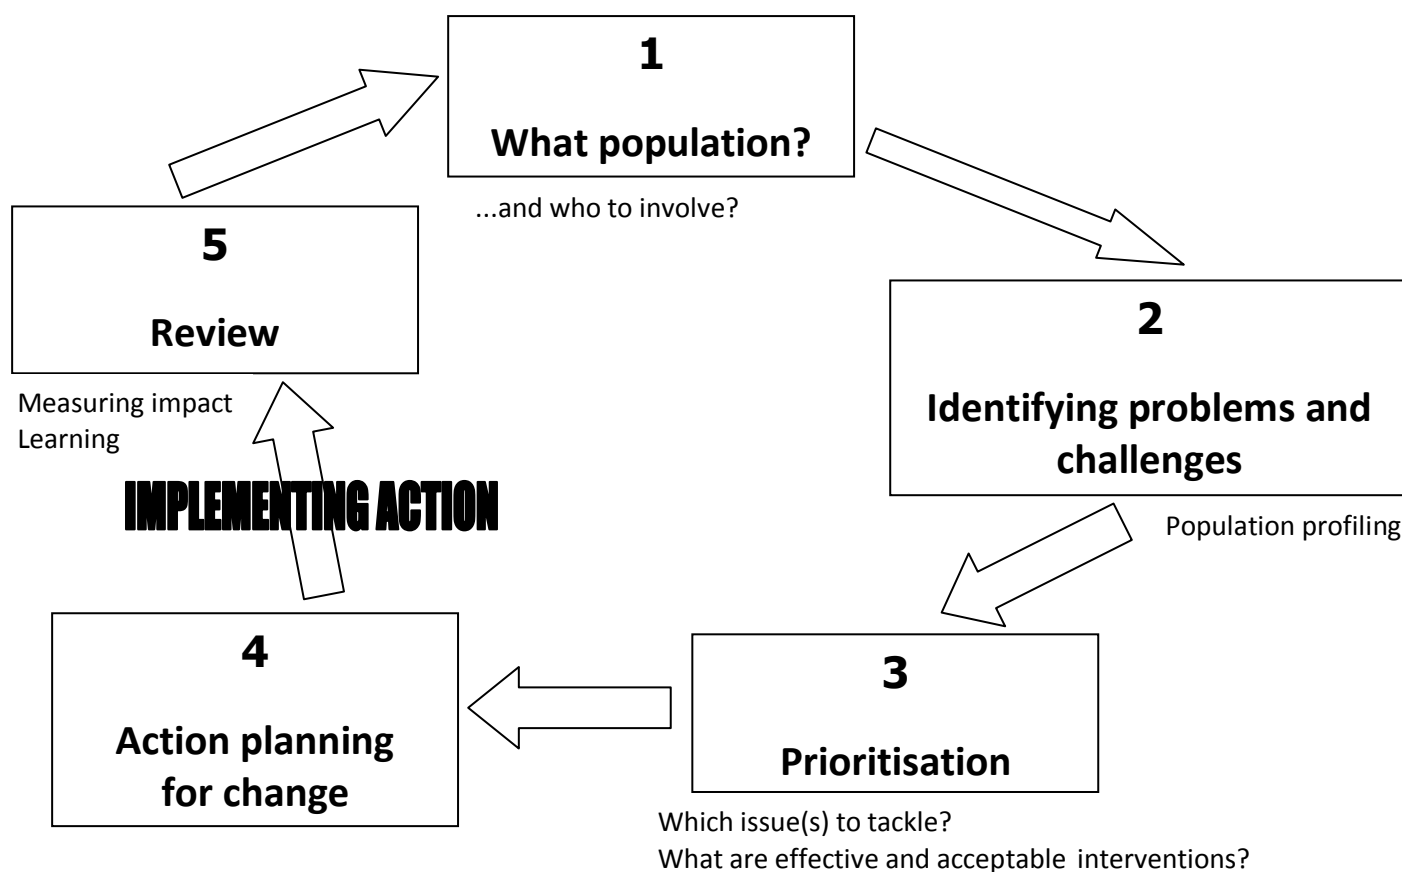 1
What population?
...and who to involve?
2
Identifying problems and
challenges
Population profiling
3
Prioritisation
Which issue(s) to tackle?
What are effective and acceptable interventions?
4
Action planning
for change
IMPLEMENTING ACTION
5
Review
Measuring impact
Learning